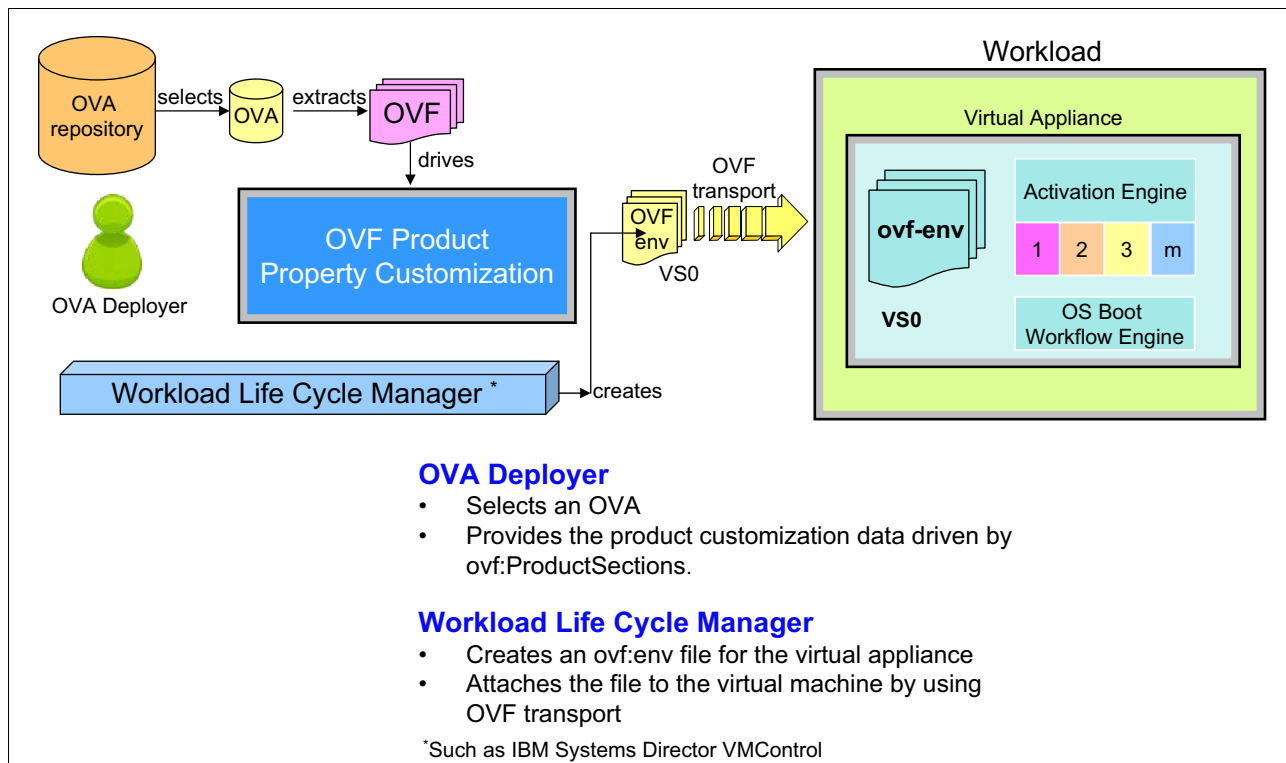 OVA
repository
selects
OVA
extracts
OVF
drives
OVA Deployer
OVF Product
Property Customization
Workload Life Cycle Manager *
creates
OVF
env
VS0
OVF
transport
Workload
Virtual Appliance
ovf-env
VS0
Activation Engine
1 2 3 m
OS Boot
Workflow Engine
OVA Deployer
• Selects an OVA
• Provides the product customization data driven by
ovf:ProductSections.
Workload Life Cycle Manager
• Creates an ovf:env file for the virtual appliance
• Attaches the file to the virtual machine by using
OVF transport
*Such as IBM Systems Director VMControl